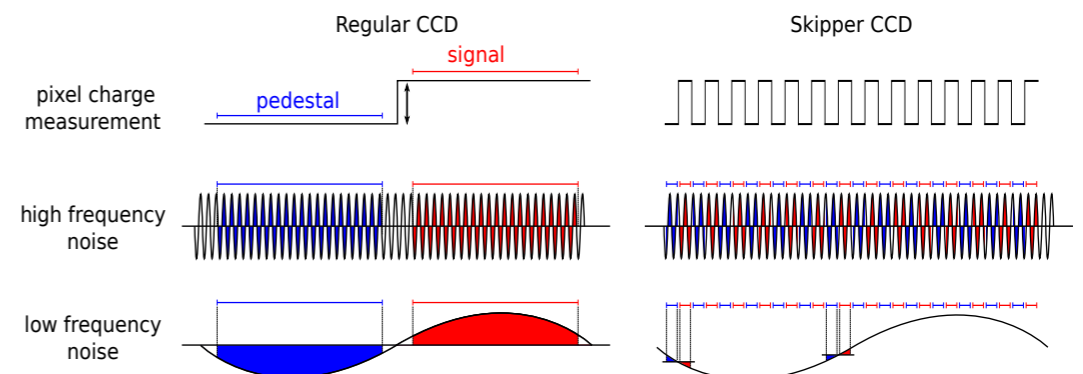 Regular CCD
Skipper CCD
signal
pedestal
pixel charge
measurement
high frequency
noise
low frequency
noise